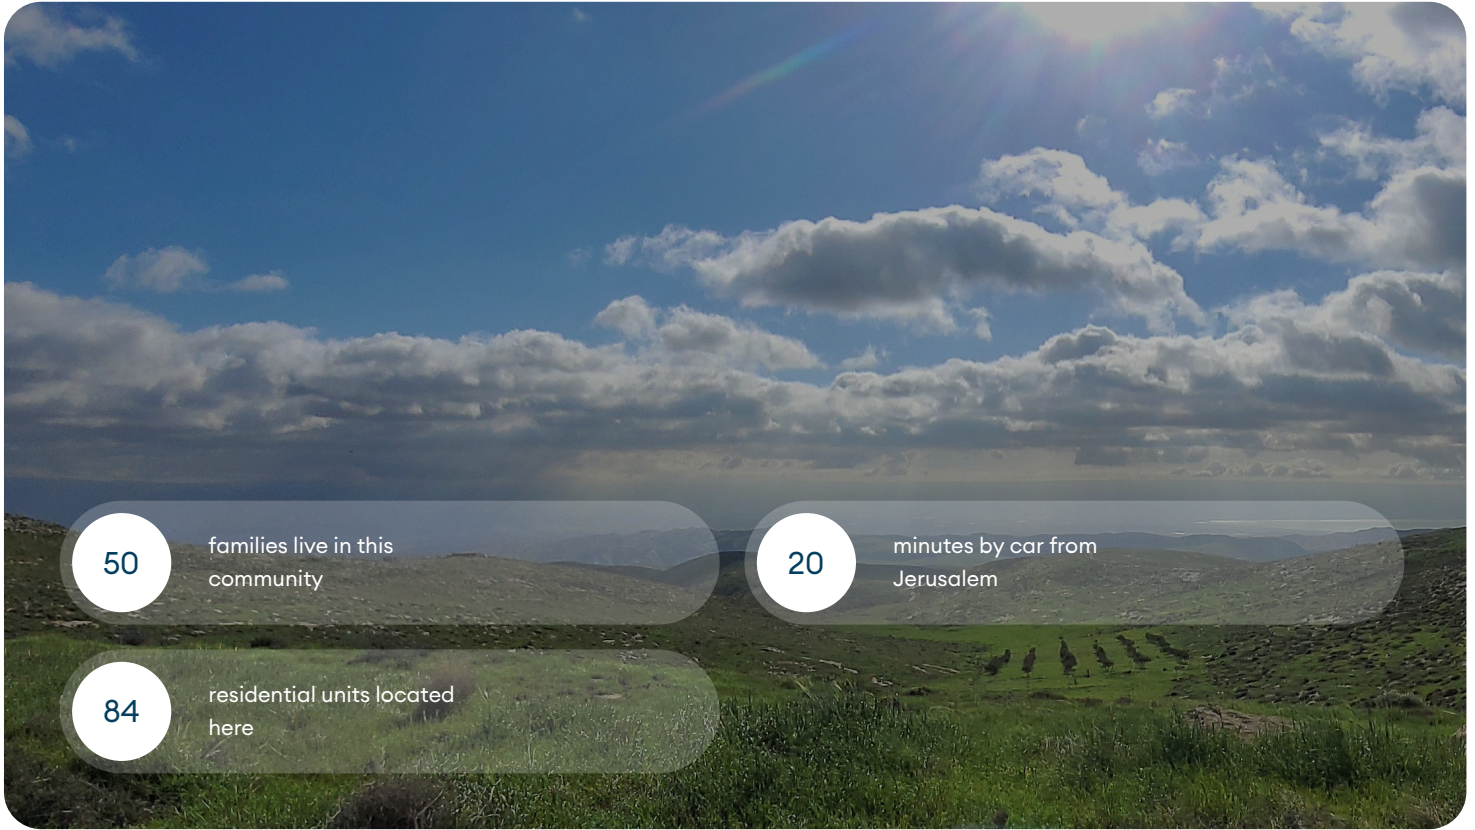 50
families live in this
community
20
minutes by car from
Jerusalem
84
residential units located
here